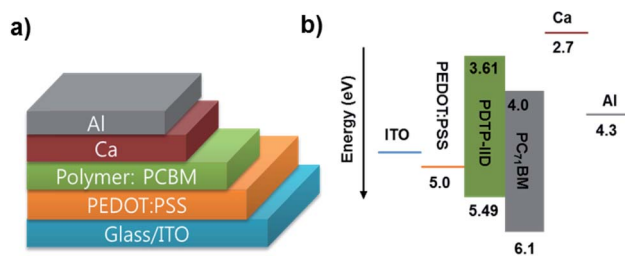 a)
Al
Ca
Polymer: PCBM
PEDOT:PSS
Glass/ITO
b)
Energy (eV)
ITO
PEDOT:PSS
5.0
3.61
PDTP-IID
5.49
4.0
PC₇₁BM
6.1
Ca
2.7
Al
4.3